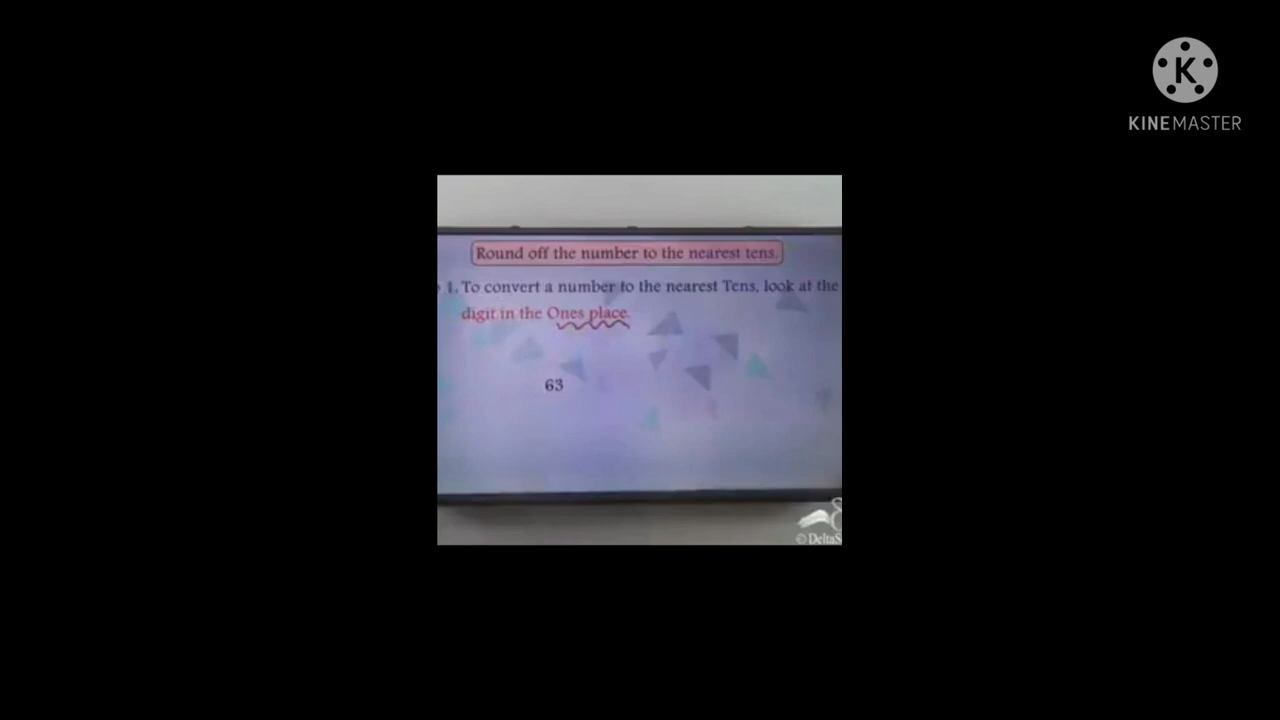 KINEMASTER
Round off the number to the nearest tens.
1. To convert a number to the nearest Tens, look at the
digit in the Ones place.
63
© DeltaS